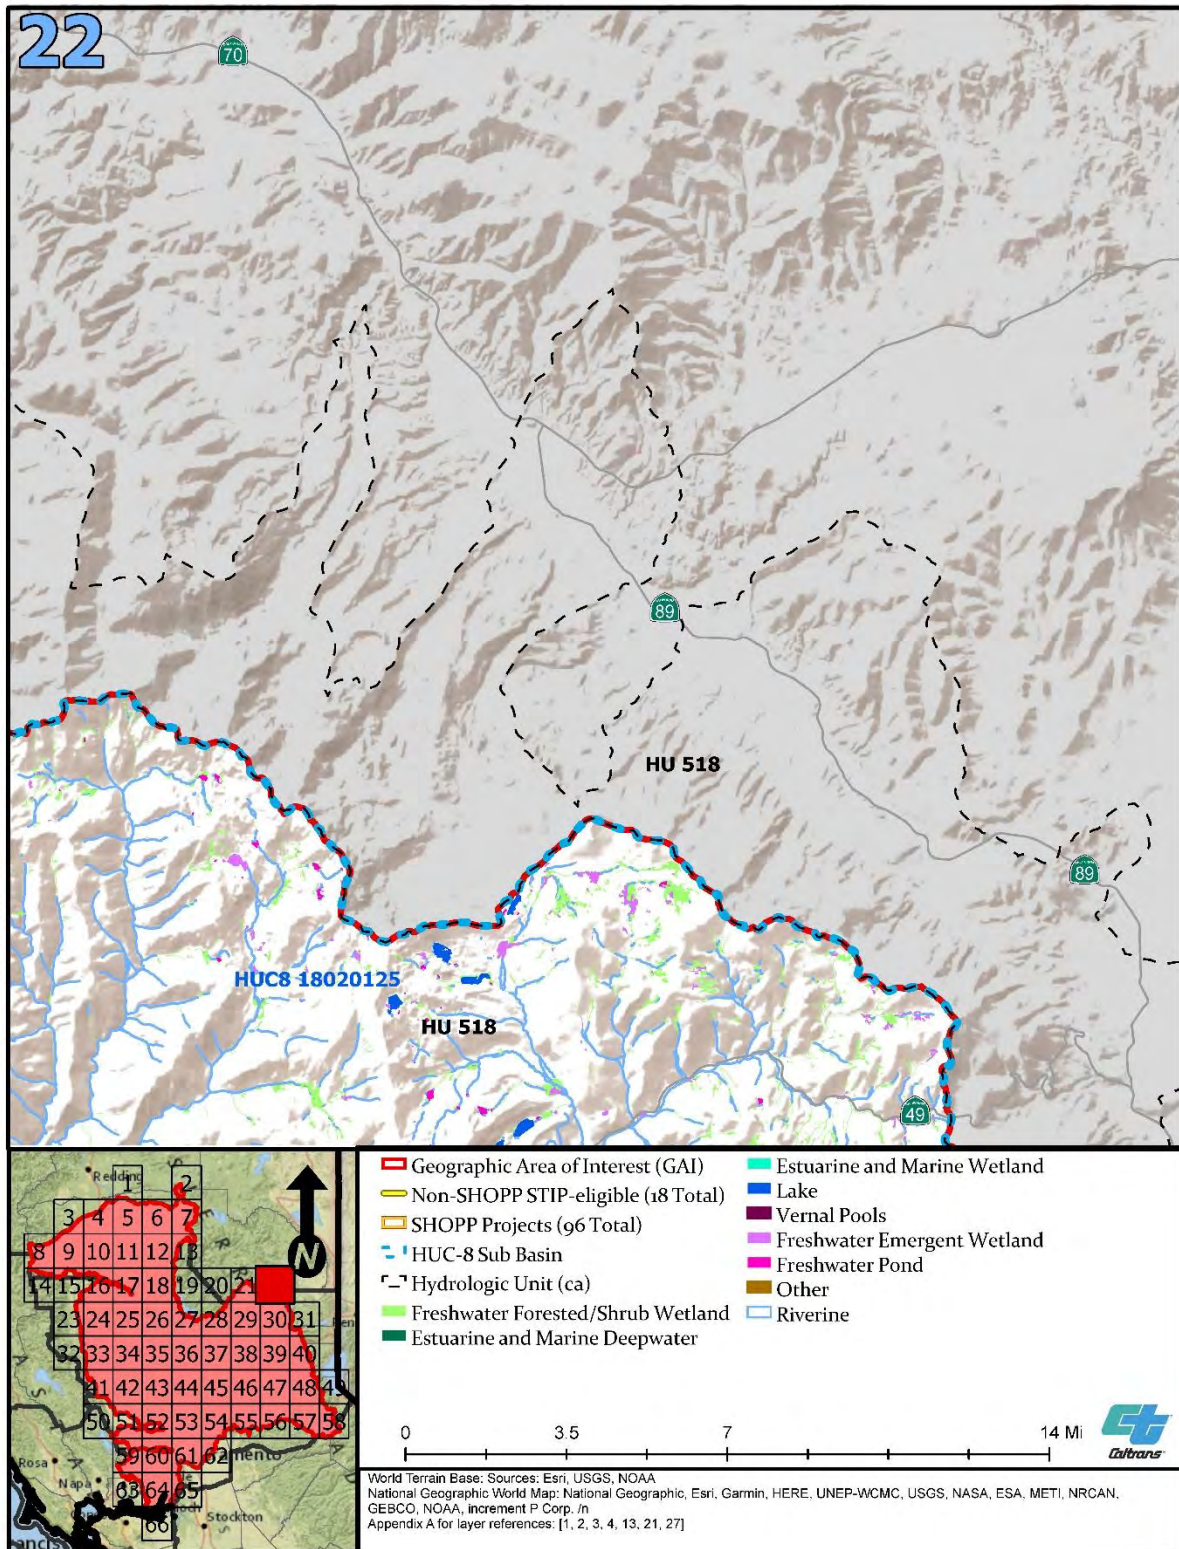 22
70
89
HU 518
89
HUC8 18020125
HU 518
49
Redding
1 2
3 4 5 6 7
8 9 10 11 12 13
14 15 16 17 18 19 20 21
23 24 25 26 27 28 29 30 31
32 33 34 35 36 37 38 39 40
41 42 43 44 45 46 47 48 49
50 51 52 53 54 55 56 57 58
59 60 61 62
63 64 65
66
Rosa
Napa
Stockton
N
Geographic Area of Interest (GAI)
Non-SHOPP STIP-eligible (18 Total)
SHOPP Projects (96 Total)
HUC-8 Sub Basin
Hydrologic Unit (ca)
Freshwater Forested/Shrub Wetland
Estuarine and Marine Deepwater
Estuarine and Marine Wetland
Lake
Vernal Pools
Freshwater Emergent Wetland
Freshwater Pond
Other
Riverine
0 3.5 7 14 Mi
Caltrans
World Terrain Base: Sources: Esri, USGS, NOAA
National Geographic World Map: National Geographic, Esri, Garmin, HERE, UNEP-WCMC, USGS, NASA, ESA, METI, NRCAN,
GEBCO, NOAA, increment P Corp. /n
Appendix A for layer references: [1, 2, 3, 4, 13, 21, 27]